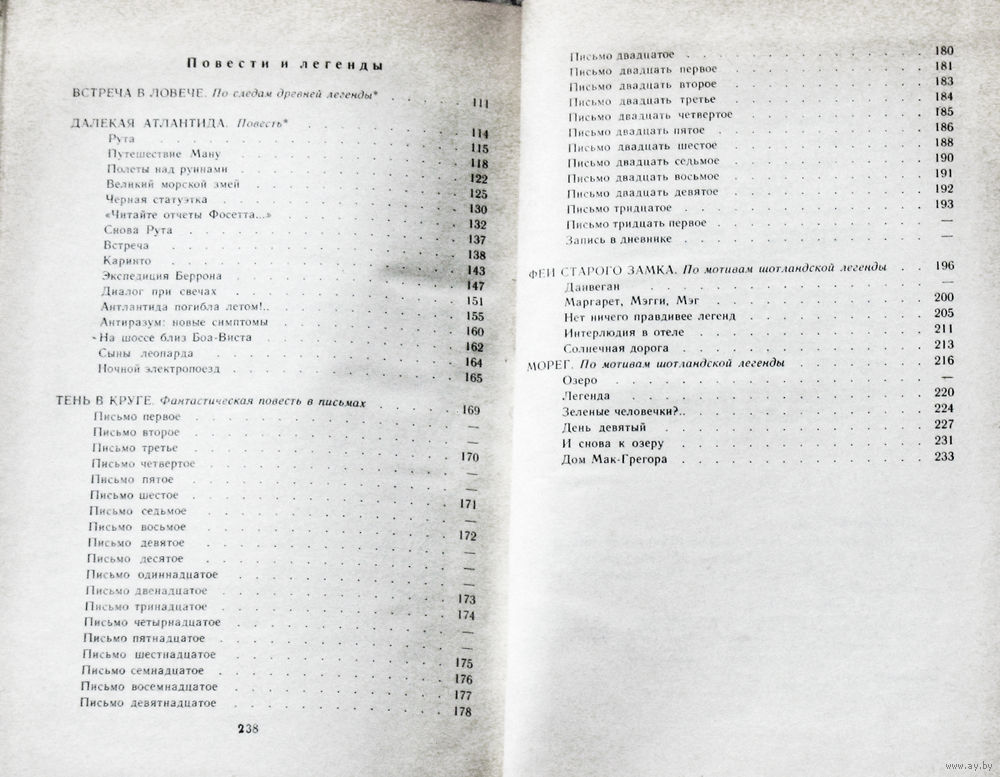 Повести и легенды
ВСТРЕЧА В ЛОВЕЧЕ. По следам древней легенды* . . . 111
ДАЛЕКАЯ АТЛАНТИДА. Повесть* . . . 114
Рута . . . 115
Путешествие Ману . . . 118
Полеты над руинами . . . 122
Великий морской змей . . . 125
Черная статуэтка . . . 130
«Читайте отчеты Фосетта...» . . . 132
Снова Рута . . . 137
Встреча . . . 138
Каринто . . . 143
Экспедиция Беррона . . . 147
Диалог при свечах . . . 151
Антлантида погибла летом!.. . . . 155
Антиразум: новые симптомы . . . 160
На шоссе близ Боа-Виста . . . 162
Сыны леопарда . . . 164
Ночной электропоезд . . . 165
ТЕНЬ В КРУГЕ. Фантастическая повесть в письмах . . . 169
Письмо первое . . . —
Письмо второе . . . —
Письмо третье . . . 170
Письмо четвертое . . . —
Письмо пятое . . . —
Письмо шестое . . . 171
Письмо седьмое . . . —
Письмо восьмое . . . 172
Письмо девятое . . . —
Письмо десятое . . . —
Письмо одиннадцатое . . . —
Письмо двенадцатое . . . 173
Письмо тринадцатое . . . 174
Письмо четырнадцатое . . . —
Письмо пятнадцатое . . . —
Письмо шестнадцатое . . . 175
Письмо семнадцатое . . . 176
Письмо восемнадцатое . . . 177
Письмо девятнадцатое . . . 178
238
Письмо двадцатое . . . 180
Письмо двадцать первое . . . 181
Письмо двадцать второе . . . 183
Письмо двадцать третье . . . 184
Письмо двадцать четвертое . . . 185
Письмо двадцать пятое . . . 186
Письмо двадцать шестое . . . 188
Письмо двадцать седьмое . . . 190
Письмо двадцать восьмое . . . 191
Письмо двадцать девятое . . . 192
Письмо тридцатое . . . 193
Письмо тридцать первое . . . —
Запись в дневнике . . . —
ФЕИ СТАРОГО ЗАМКА. По мотивам шотландской легенды . . 196
Данвеган . . . —
Маргарет, Мэгги, Мэг . . . 200
Нет ничего правдивее легенд . . . 205
Интерлюдия в отеле . . . 211
Солнечная дорога . . . 213
МОРЕГ. По мотивам шотландской легенды . . . 216
Озеро . . . —
Легенда . . . 220
Зеленые человечки?.. . . . 224
День девятый . . . 227
И снова к озеру . . . 231
Дом Мак-Грегора . . . 233
www.ay.by